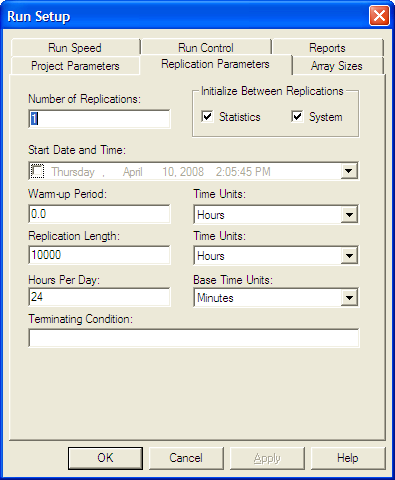 Run Setup
Run Speed Run Control Reports
Project Parameters Replication Parameters Array Sizes
Number of Replications:
1
Initialize Between Replications
Statistics System
Start Date and Time:
Thursday , April 10, 2008 2:05:45 PM
Warm-up Period: Time Units:
0.0 Hours
Replication Length: Time Units:
10000 Hours
Hours Per Day: Base Time Units:
24 Minutes
Terminating Condition:
OK Cancel Apply Help